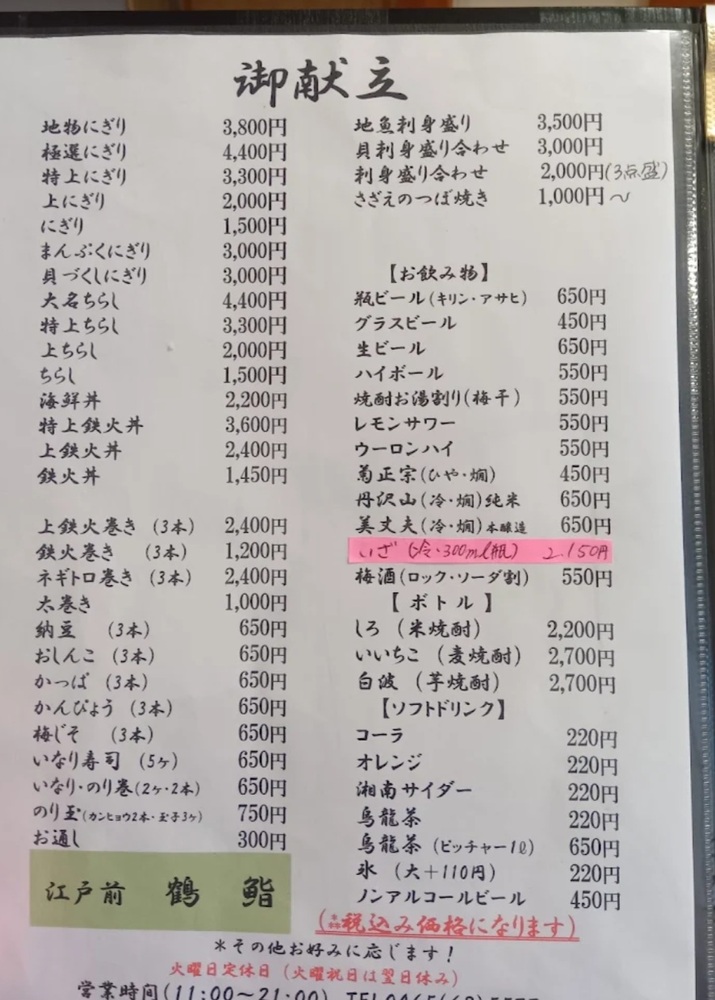 御献立
地物にぎり 3,800円
極選にぎり 4,400円
特上にぎり 3,300円
上にぎり 2,000円
にぎり 1,500円
まんぷくにぎり 3,000円
貝づくしにぎり 3,000円
大名ちらし 4,400円
特上ちらし 3,300円
上ちらし 2,000円
ちらし 1,500円
海鮮丼 2,200円
特上鉄火丼 3,600円
上鉄火丼 2,400円
鉄火丼 1,450円
上鉄火巻き (3本) 2,400円
鉄火巻き (3本) 1,200円
ネギトロ巻き (3本) 2,400円
太巻き 1,000円
納豆 (3本) 650円
おしんこ (3本) 650円
かっぱ (3本) 650円
かんぴょう (3本) 650円
梅じそ (3本) 650円
いなり寿司 (5ヶ) 650円
いなり・のり巻(2ヶ・2本) 650円
のり玉(カンヒョウ2本・玉子3ヶ) 750円
お通し 300円
江戸前 鶴 鮨
地魚刺身盛り 3,500円
貝刺身盛り合わせ 3,000円
刺身盛り合わせ 2,000円(3点盛)
さざえのつぼ焼き 1,000円〜
【お飲み物】
瓶ビール(キリン・アサヒ) 650円
グラスビール 450円
生ビール 650円
ハイボール 550円
焼酎お湯割り(梅干) 550円
レモンサワー 550円
ウーロンハイ 550円
菊正宗(ひや・燗) 450円
丹沢山(冷・燗)純米 650円
美丈夫(冷・燗)本醸造 650円
いざ (冷・300ml瓶) 2.150円
梅酒(ロック・ソーダ割) 550円
【ボトル】
しろ (米焼酎) 2,200円
いいちこ (麦焼酎) 2,700円
白波 (芋焼酎) 2,700円
【ソフトドリンク】
コーラ 220円
オレンジ 220円
湘南サイダー 220円
烏龍茶 220円
烏龍茶 (ピッチャー1ℓ) 650円
氷 (大+110円) 220円
ノンアルコールビール 450円
(※税込み価格になります)
*その他お好みに応じます!
火曜日定休日(火曜祝日は翌日休み)
営業時間(11:00〜21:00)